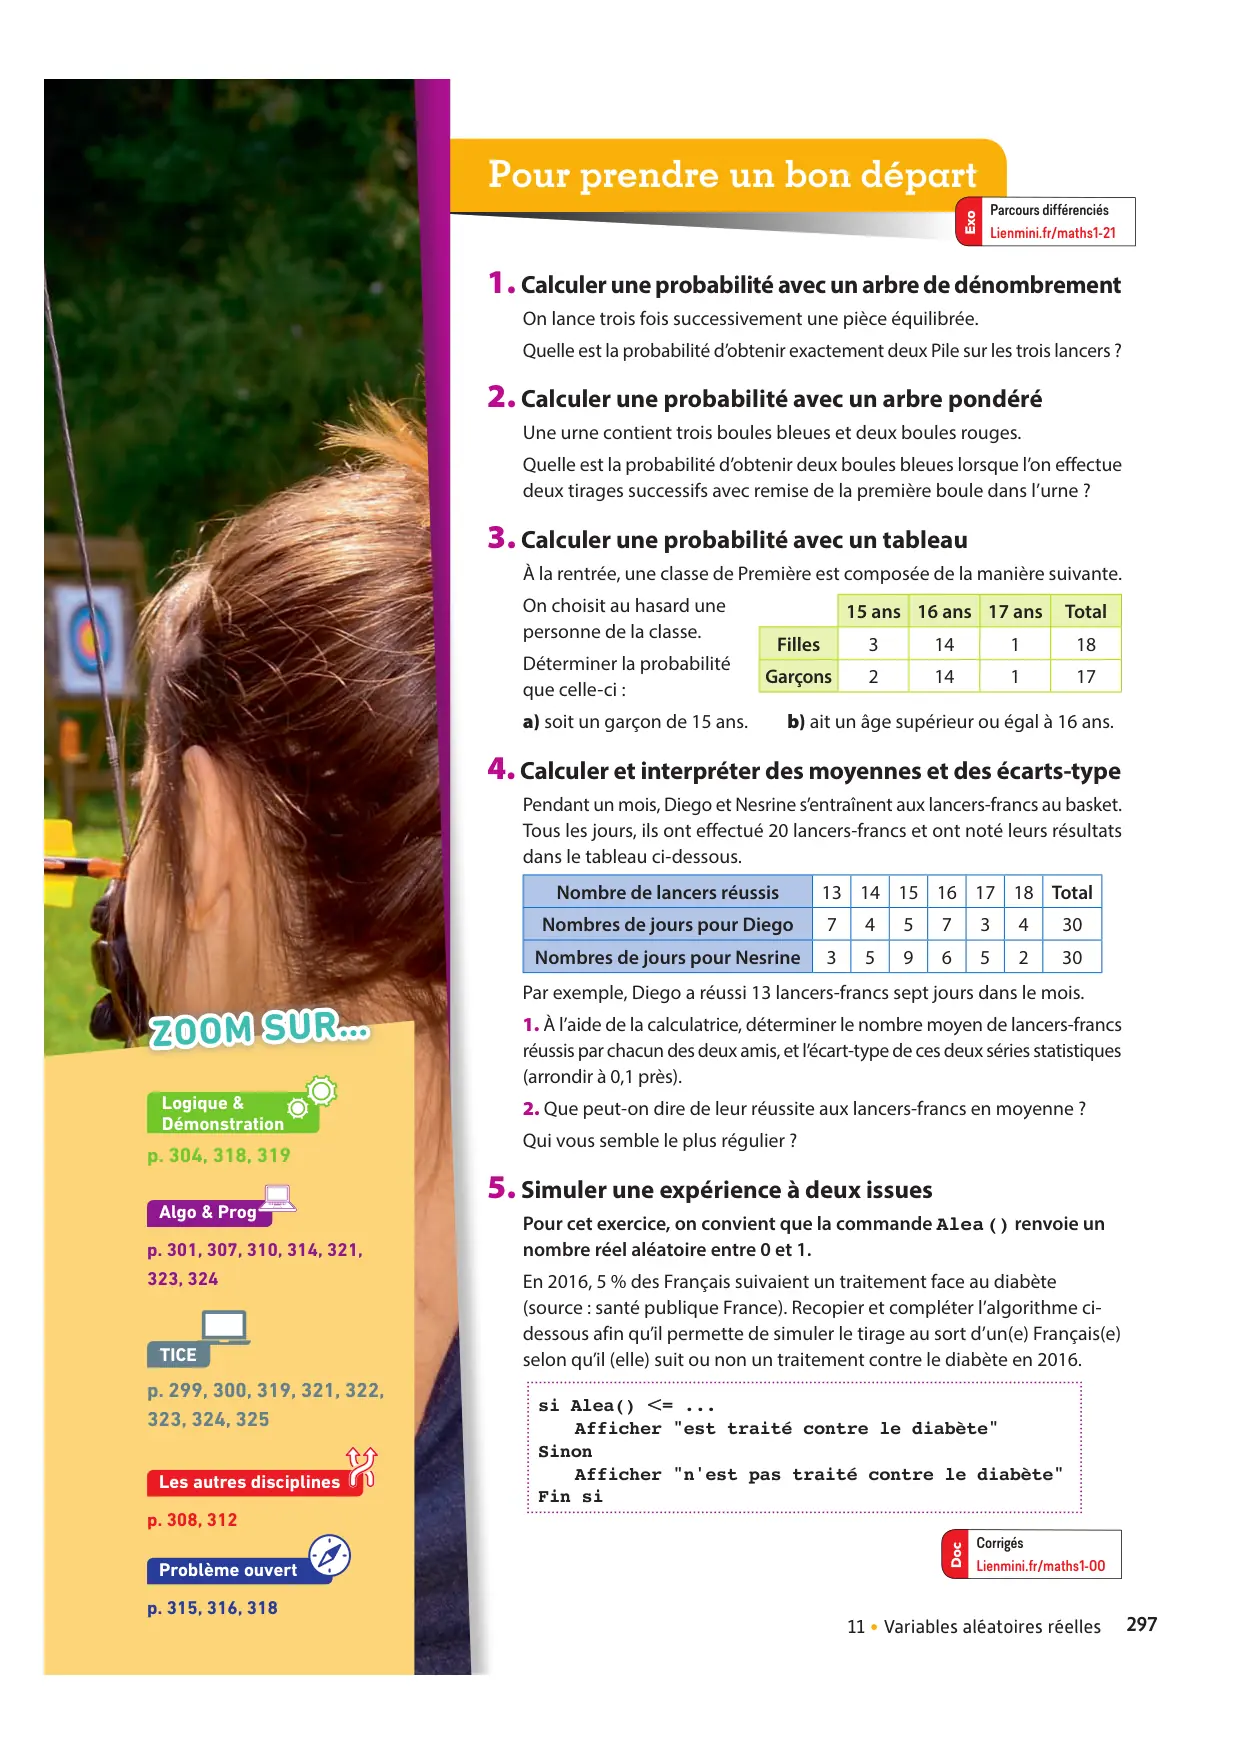 Pour prendre un bon départ
Exo
Parcours différenciés
Lienmini.fr/maths1-21
1. Calculer une probabilité avec un arbre de dénombrement
On lance trois fois successivement une pièce équilibrée.
Quelle est la probabilité d’obtenir exactement deux Pile sur les trois lancers ?
2. Calculer une probabilité avec un arbre pondéré
Une urne contient trois boules bleues et deux boules rouges.
Quelle est la probabilité d’obtenir deux boules bleues lorsque l’on effectue
deux tirages successifs avec remise de la première boule dans l’urne ?
3. Calculer une probabilité avec un tableau
À la rentrée, une classe de Première est composée de la manière suivante.
On choisit au hasard une
personne de la classe.
Déterminer la probabilité
que celle-ci :
15 ans 16 ans 17 ans Total
Filles 3 14 1 18
Garçons 2 14 1 17
a) soit un garçon de 15 ans. b) ait un âge supérieur ou égal à 16 ans.
4. Calculer et interpréter des moyennes et des écarts-type
Pendant un mois, Diego et Nesrine s’entraînent aux lancers-francs au basket.
Tous les jours, ils ont effectué 20 lancers-francs et ont noté leurs résultats
dans le tableau ci-dessous.
Nombre de lancers réussis 13 14 15 16 17 18 Total
Nombres de jours pour Diego 7 4 5 7 3 4 30
Nombres de jours pour Nesrine 3 5 9 6 5 2 30
Par exemple, Diego a réussi 13 lancers-francs sept jours dans le mois.
1. À l’aide de la calculatrice, déterminer le nombre moyen de lancers-francs
réussis par chacun des deux amis, et l’écart-type de ces deux séries statistiques
(arrondir à 0,1 près).
2. Que peut-on dire de leur réussite aux lancers-francs en moyenne ?
Qui vous semble le plus régulier ?
5. Simuler une expérience à deux issues
Pour cet exercice, on convient que la commande Alea() renvoie un
nombre réel aléatoire entre 0 et 1.
En 2016, 5 % des Français suivaient un traitement face au diabète
(source : santé publique France). Recopier et compléter l’algorithme ci-
dessous afin qu’il permette de simuler le tirage au sort d’un(e) Français(e)
selon qu’il (elle) suit ou non un traitement contre le diabète en 2016.
si Alea() <= ...
Afficher "est traité contre le diabète"
Sinon
Afficher "n'est pas traité contre le diabète"
Fin si
Doc
Corrigés
Lienmini.fr/maths1-00
ZOOM SUR...
Logique &
Démonstration
p. 304, 318, 319
Algo & Prog
p. 301, 307, 310, 314, 321,
323, 324
TICE
p. 299, 300, 319, 321, 322,
323, 324, 325
Les autres disciplines
p. 308, 312
Problème ouvert
p. 315, 316, 318
11 • Variables aléatoires réelles 297